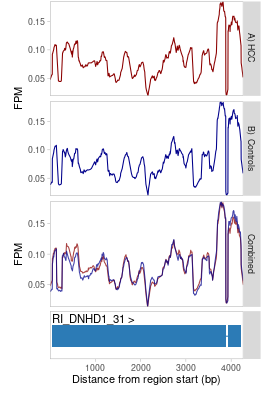 0.15
0.10
0.05
FPM
A) HCC
0.15
0.10
0.05
B) Controls
0.15
0.10
0.05
FPM
Combined
RI_DNHD1_31 >
1000 2000 3000 4000
Distance from region start (bp)